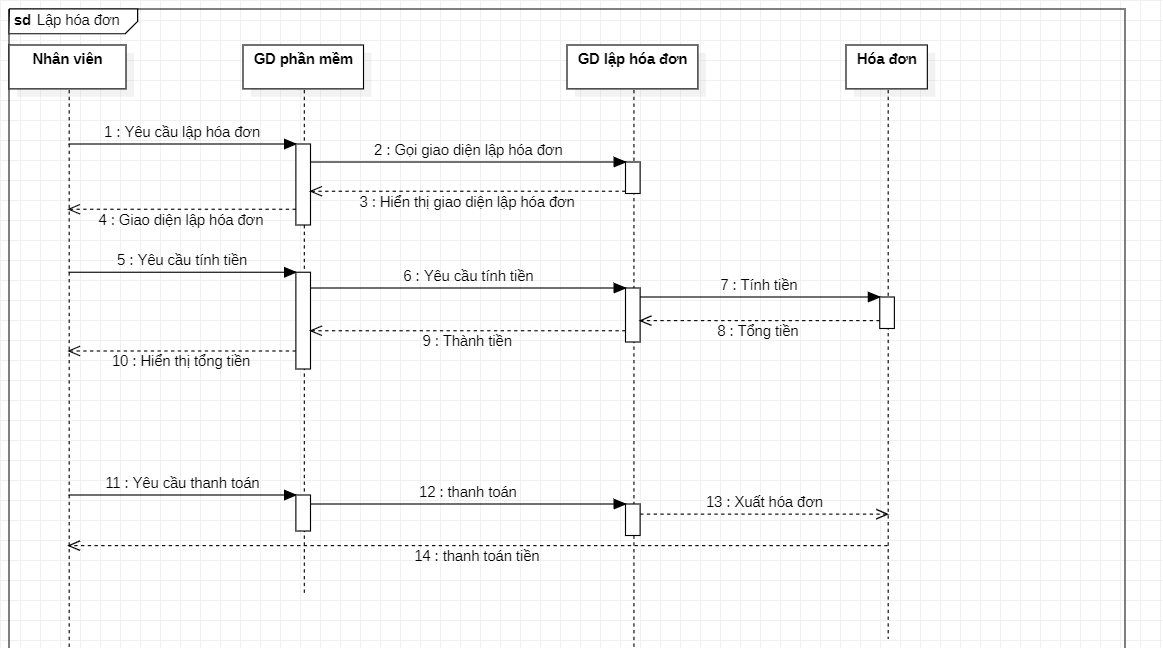 sd Lập hóa đơn
Nhân viên
GD phần mềm
GD lập hóa đơn
Hóa đơn
1 : Yêu cầu lập hóa đơn
2 : Gọi giao diện lập hóa đơn
3 : Hiển thị giao diện lập hóa đơn
4 : Giao diện lập hóa đơn
5 : Yêu cầu tính tiền
6 : Yêu cầu tính tiền
7 : Tính tiền
8 : Tổng tiền
9 : Thành tiền
10 : Hiển thị tổng tiền
11 : Yêu cầu thanh toán
12 : thanh toán
13 : Xuất hóa đơn
14 : thanh toán tiền